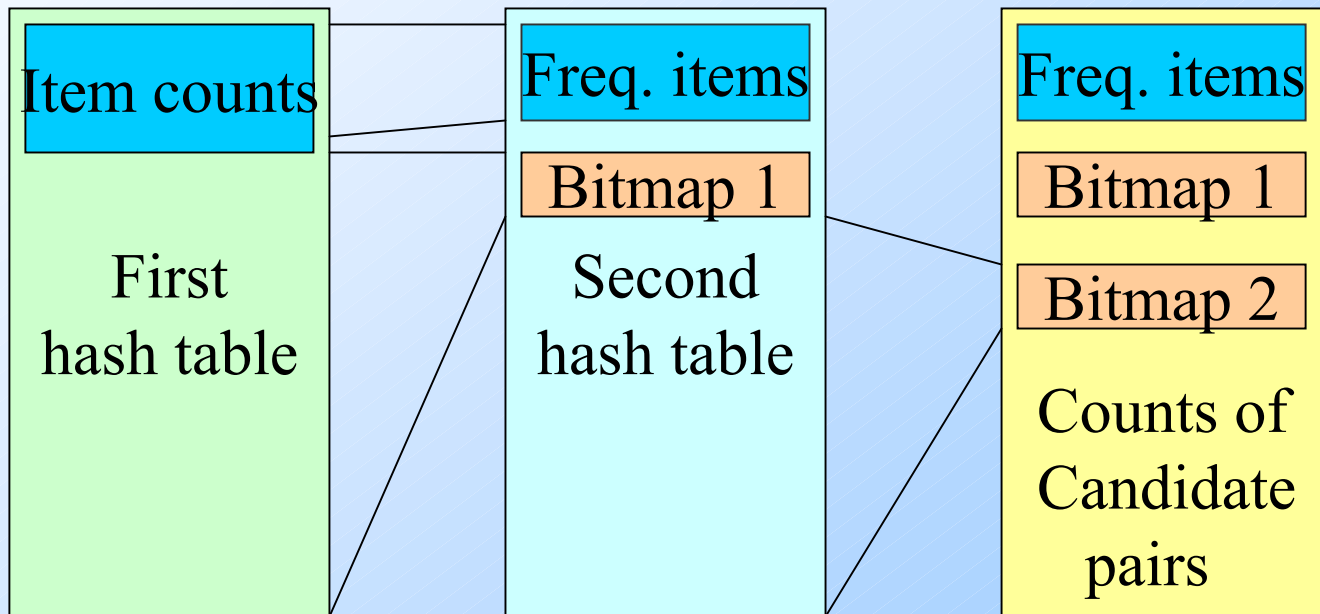 Item counts
First
hash table
Freq. items
Bitmap 1
Second
hash table
Freq. items
Bitmap 1
Bitmap 2
Counts of
Candidate
pairs